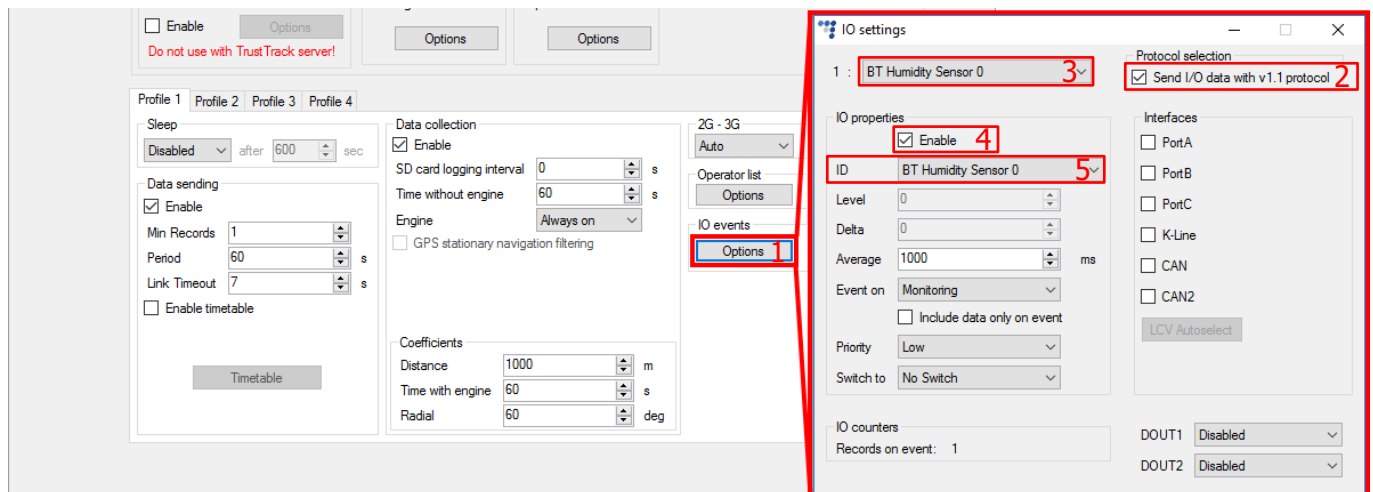 Enable
Options
Do not use with TrustTrack server!
Options
Options
Profile 1 Profile 2 Profile 3 Profile 4
Sleep
Disabled after 600 sec
Data sending
Enable
Min Records 1
Period 60 s
Link Timeout 7 s
Enable timetable
Timetable
Data collection
Enable
SD card logging interval 0 s
Time without engine 60 s
Engine Always on
GPS stationary navigation filtering
Coefficients
Distance 1000 m
Time with engine 60 s
Radial 60 deg
2G - 3G
Auto
Operator list
Options
IO events
Options 1
IO settings
1 : BT Humidity Sensor 0 3
Protocol selection
Send I/O data with v1.1 protocol 2
IO properties
Enable 4
ID BT Humidity Sensor 0 5
Level 0
Delta 0
Average 1000 ms
Event on Monitoring
Include data only on event
Priority Low
Switch to No Switch
Interfaces
PortA
PortB
PortC
K-Line
CAN
CAN2
LCV Autoselect
IO counters
Records on event: 1
DOUT1 Disabled
DOUT2 Disabled